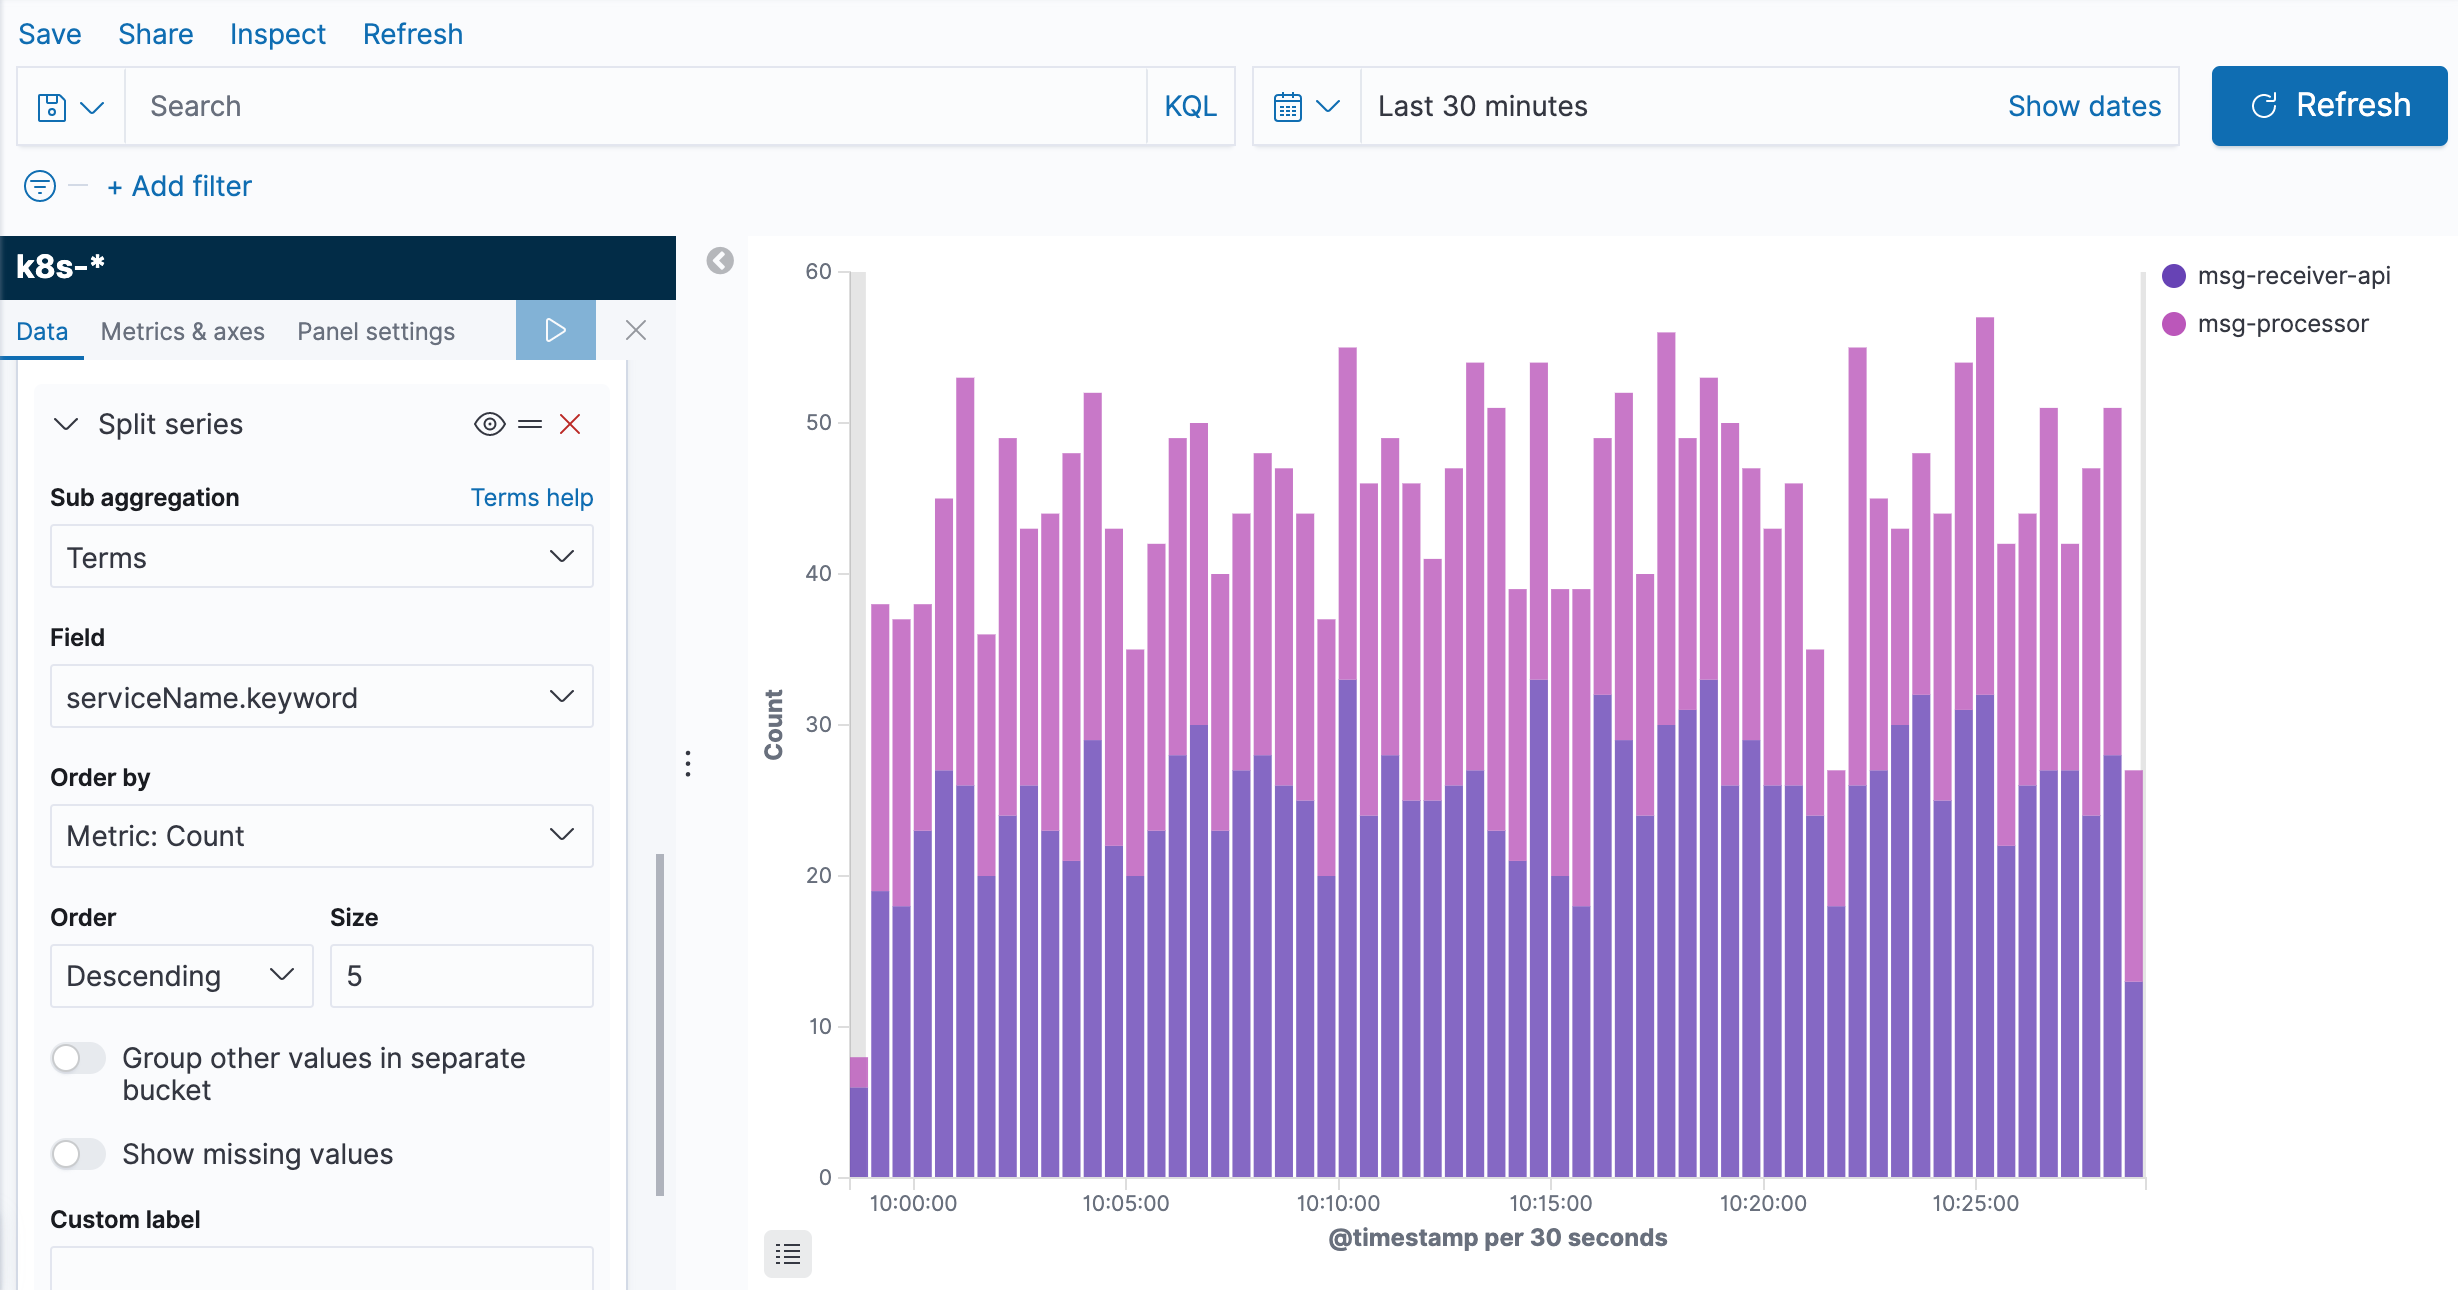 Save Share Inspect Refresh
Search KQL Last 30 minutes Show dates Refresh
+ Add filter
k8s-*
Data Metrics & axes Panel settings
Split series
Sub aggregation Terms help
Terms
Field
serviceName.keyword
Order by
Metric: Count
Order Size
Descending 5
Group other values in separate
bucket
Show missing values
Custom label
60
50
40
30
20
10
0
Count
10:00:00 10:05:00 10:10:00 10:15:00 10:20:00 10:25:00
@timestamp per 30 seconds
msg-receiver-api
msg-processor